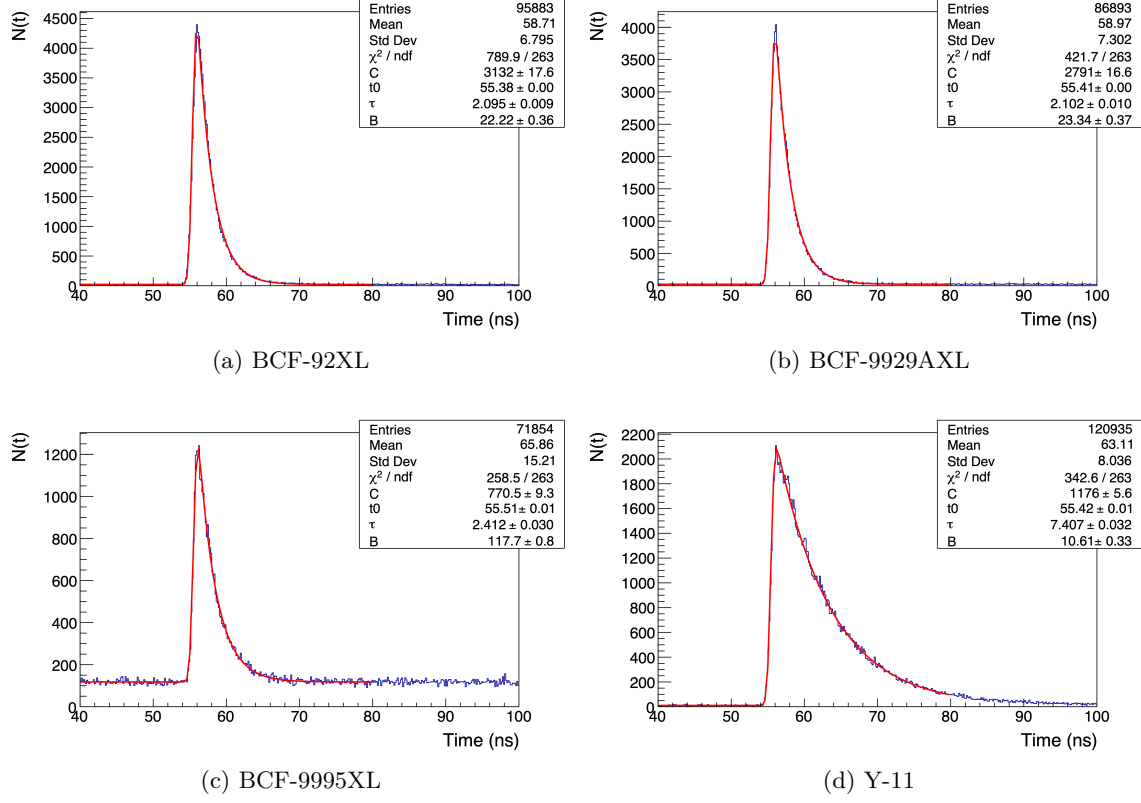 N(t)
4500
4000
3500
3000
2500
2000
1500
1000
500
0
40 50 60 70 80 90 100
Time (ns)
Entries 95883
Mean 58.71
Std Dev 6.795
χ² / ndf 789.9 / 263
C 3132 ± 17.6
t0 55.38 ± 0.00
τ 2.095 ± 0.009
B 22.22 ± 0.36
(a) BCF-92XL
N(t)
4000
3500
3000
2500
2000
1500
1000
500
0
40 50 60 70 80 90 100
Time (ns)
Entries 86893
Mean 58.97
Std Dev 7.302
χ² / ndf 421.7 / 263
C 2791 ± 16.6
t0 55.41 ± 0.00
τ 2.102 ± 0.010
B 23.34 ± 0.37
(b) BCF-9929AXL
N(t)
1200
1000
800
600
400
200
0
40 50 60 70 80 90 100
Time (ns)
Entries 71854
Mean 65.86
Std Dev 15.21
χ² / ndf 258.5 / 263
C 770.5 ± 9.3
t0 55.51 ± 0.01
τ 2.412 ± 0.030
B 117.7 ± 0.8
(c) BCF-9995XL
N(t)
2200
2000
1800
1600
1400
1200
1000
800
600
400
200
0
40 50 60 70 80 90 100
Time (ns)
Entries 120935
Mean 63.11
Std Dev 8.036
χ² / ndf 342.6 / 263
C 1176 ± 5.6
t0 55.42 ± 0.01
τ 7.407 ± 0.032
B 10.61 ± 0.33
(d) Y-11